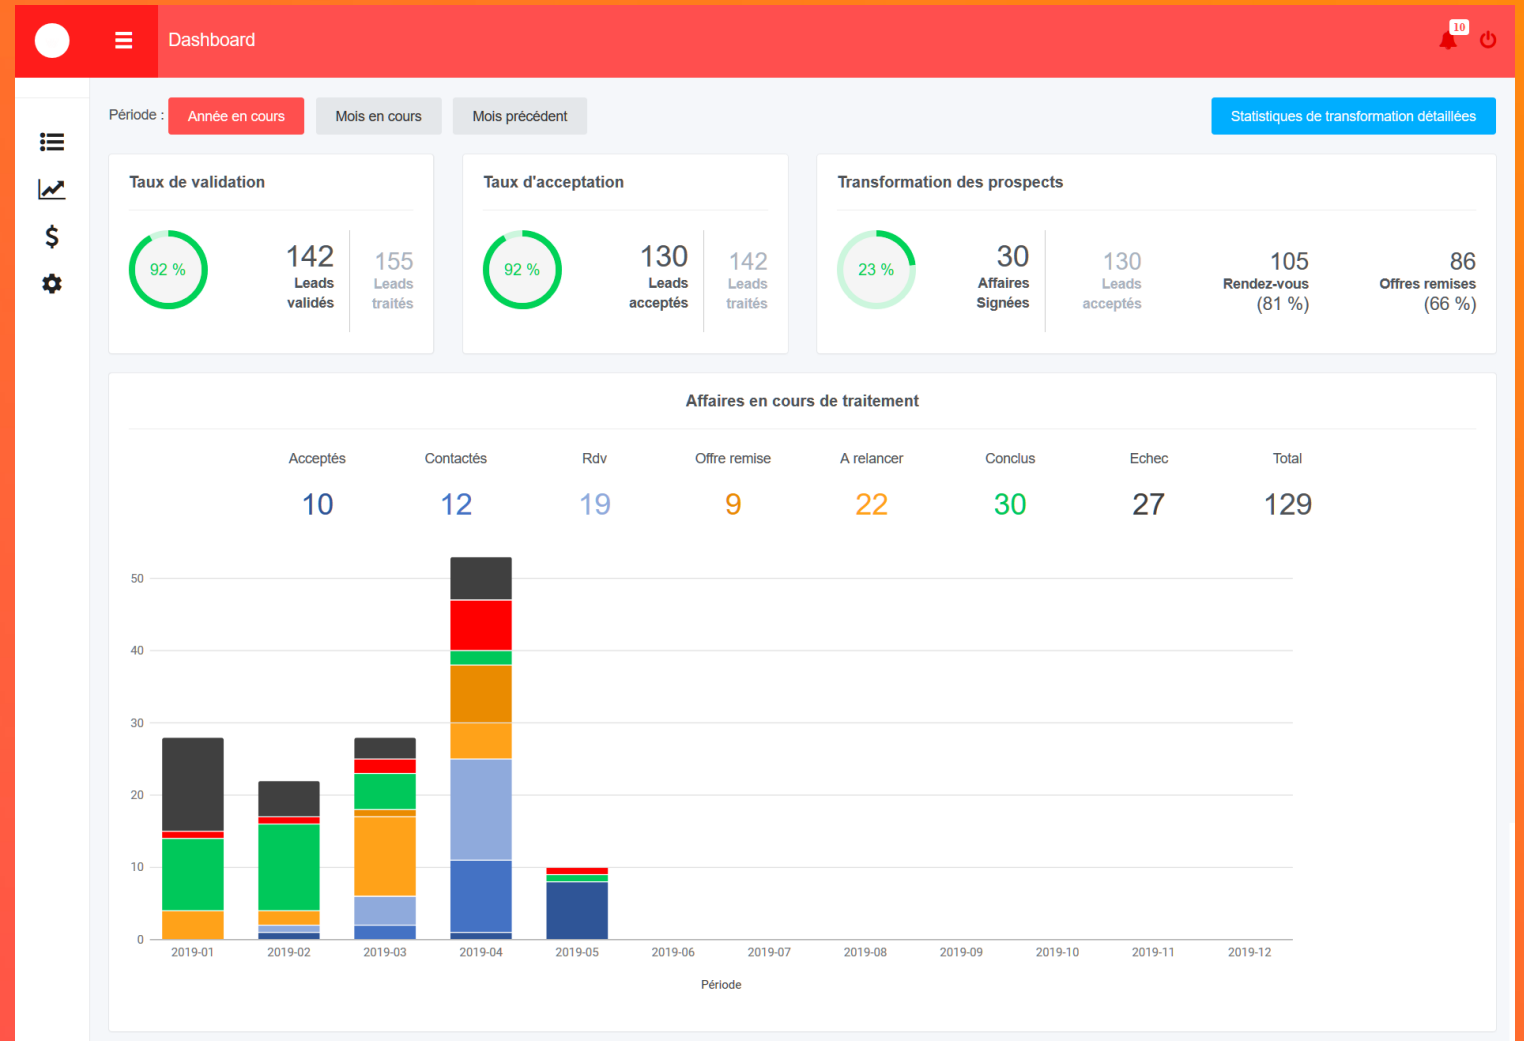 Dashboard
10
Période :
Année en cours
Mois en cours
Mois précédent
Statistiques de transformation détaillées
Taux de validation
92 %
142
Leads
validés
155
Leads
traités
Taux d'acceptation
92 %
130
Leads
acceptés
142
Leads
traités
Transformation des prospects
23 %
30
Affaires
Signées
130
Leads
acceptés
105
Rendez-vous
(81 %)
86
Offres remises
(66 %)
Affaires en cours de traitement
Acceptés Contactés Rdv Offre remise A relancer Conclus Echec Total
10 12 19 9 22 30 27 129
50
40
30
20
10
0
2019-01 2019-02 2019-03 2019-04 2019-05 2019-06 2019-07 2019-08 2019-09 2019-10 2019-11 2019-12
Période